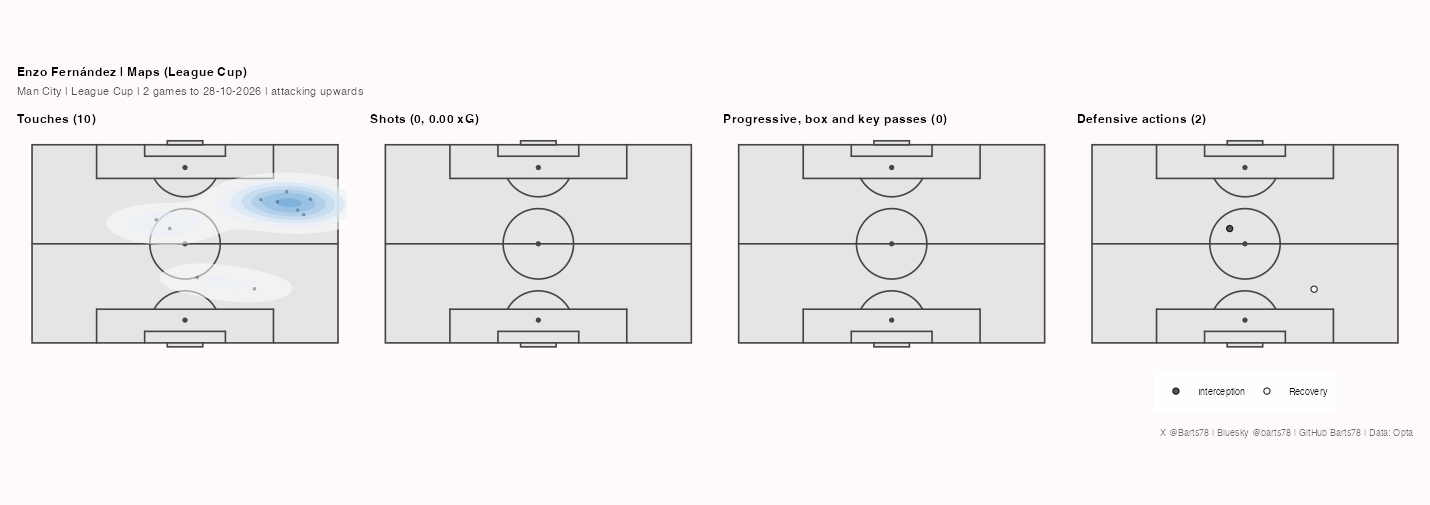 Enzo Fernández | Maps (League Cup)
Man City | League Cup | 2 games to 28-10-2026 | attacking upwards
Touches (10)
Shots (0, 0.00 xG)
Progressive, box and key passes (0)
Defensive actions (2)
Interception
Recovery
X @Barts78 | Bluesky @barts78 | GitHub Barts78 | Data: Opta